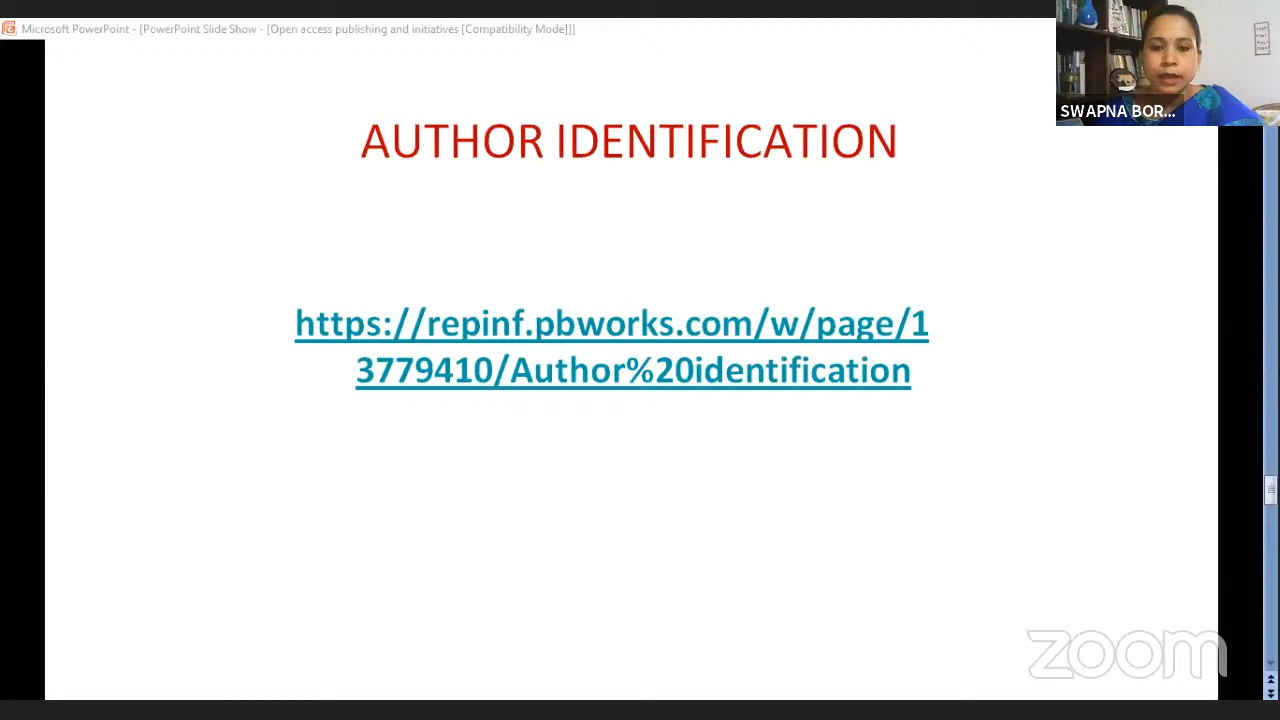 Microsoft PowerPoint - [PowerPoint Slide Show - [Open access publishing and initiatives [Compatibility Mode]]]
SWAPNA BOR...
AUTHOR IDENTIFICATION
https://repinf.pbworks.com/w/page/1
3779410/Author%20identification
zoom